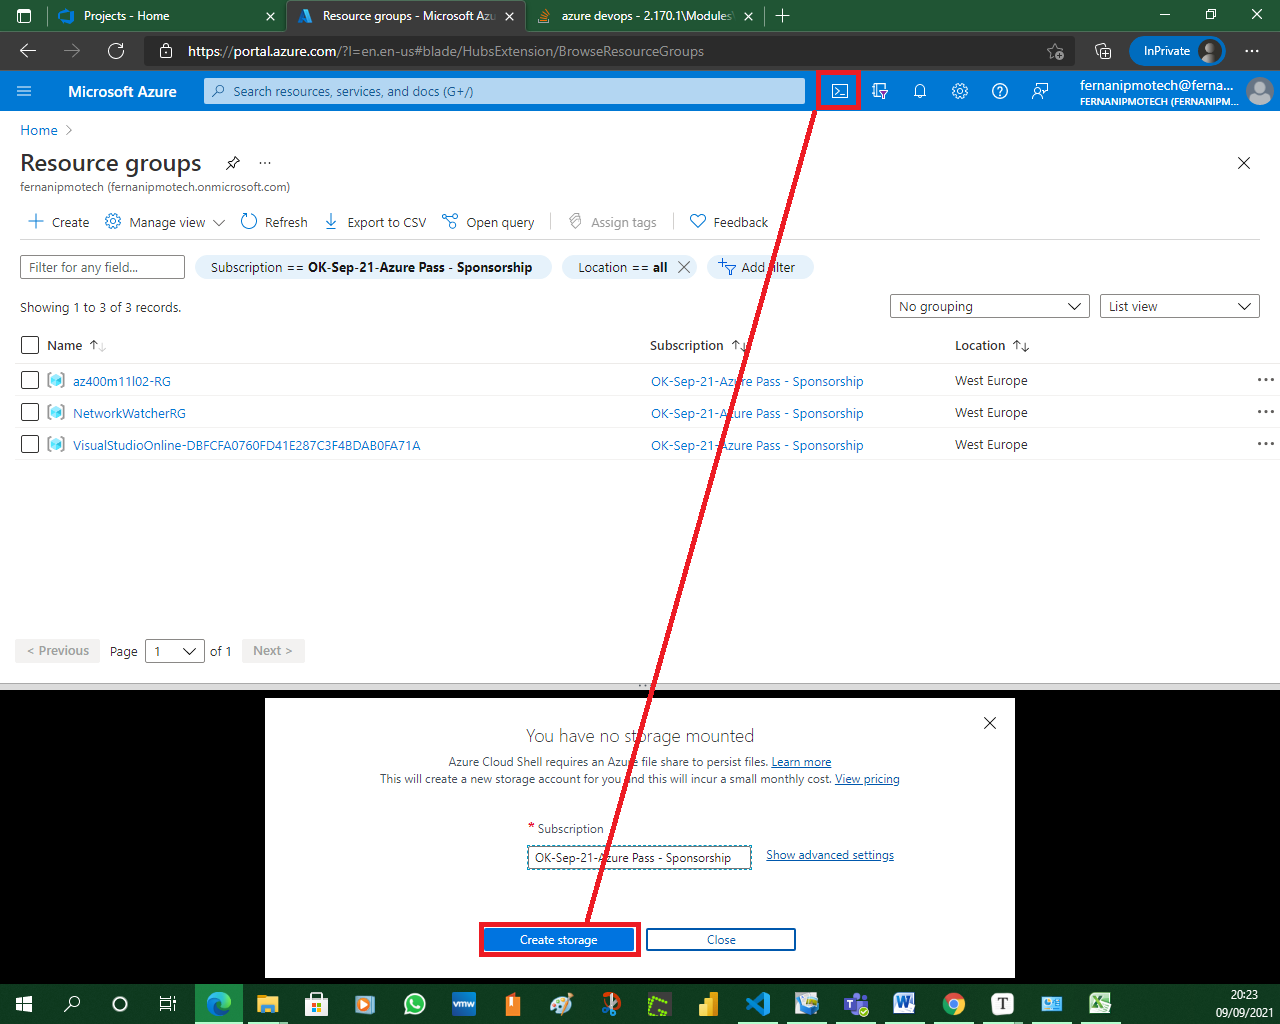 Projects - Home
Resource groups - Microsoft Azu
azure devops - 2.170.1\Modules\
https://portal.azure.com/?l=en.en-us#blade/HubsExtension/BrowseResourceGroups
InPrivate
Microsoft Azure
Search resources, services, and docs (G+/)
fernanipmotech@ferna...
FERNANIPMOTECH (FERNANIPM...
Home
Resource groups
fernanipmotech (fernanipmotech.onmicrosoft.com)
Create
Manage view
Refresh
Export to CSV
Open query
Assign tags
Feedback
Filter for any field...
Subscription == OK-Sep-21-Azure Pass - Sponsorship
Location == all
Add filter
Showing 1 to 3 of 3 records.
No grouping
List view
Name
Subscription
Location
az400m11l02-RG
OK-Sep-21-Azure Pass - Sponsorship
West Europe
NetworkWatcherRG
OK-Sep-21-Azure Pass - Sponsorship
West Europe
VisualStudioOnline-DBFCFA0760FD41E287C3F4BDAB0FA71A
OK-Sep-21-Azure Pass - Sponsorship
West Europe
< Previous
Page
1
of 1
Next >
You have no storage mounted
Azure Cloud Shell requires an Azure file share to persist files. Learn more
This will create a new storage account for you and this will incur a small monthly cost. View pricing
* Subscription
OK-Sep-21-Azure Pass - Sponsorship
Show advanced settings
Create storage
Close
vmw
20:23
09/09/2021